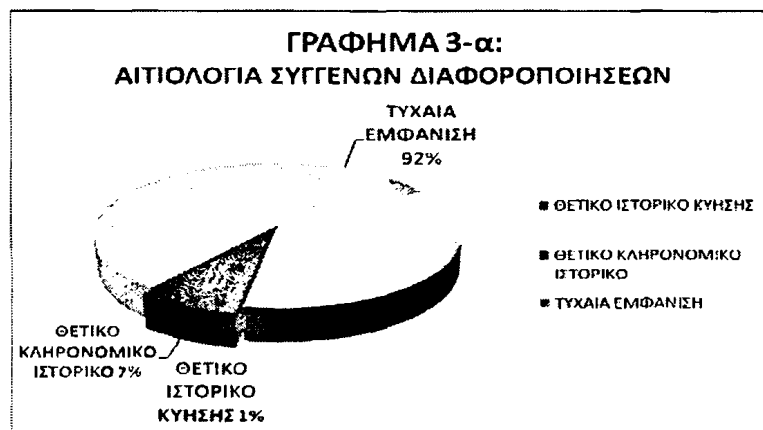 ΓΡΑΦΗΜΑ 3-α:
ΑΙΤΙΟΛΟΓΙΑ ΣΥΓΓΕΝΩΝ ΔΙΑΦΟΡΟΠΟΙΗΣΕΩΝ
ΤΥΧΑΙΑ
ΕΜΦΑΝΙΣΗ
92%
ΘΕΤΙΚΟ ΙΣΤΟΡΙΚΟ ΚΥΗΣΗΣ
ΘΕΤΙΚΟ ΚΛΗΡΟΝΟΜΙΚΟ
ΙΣΤΟΡΙΚΟ
ΤΥΧΑΙΑ ΕΜΦΑΝΙΣΗ
ΘΕΤΙΚΟ
ΚΛΗΡΟΝΟΜΙΚΟ
ΙΣΤΟΡΙΚΟ 7%
ΘΕΤΙΚΟ
ΙΣΤΟΡΙΚΟ
ΚΥΗΣΗΣ 1%